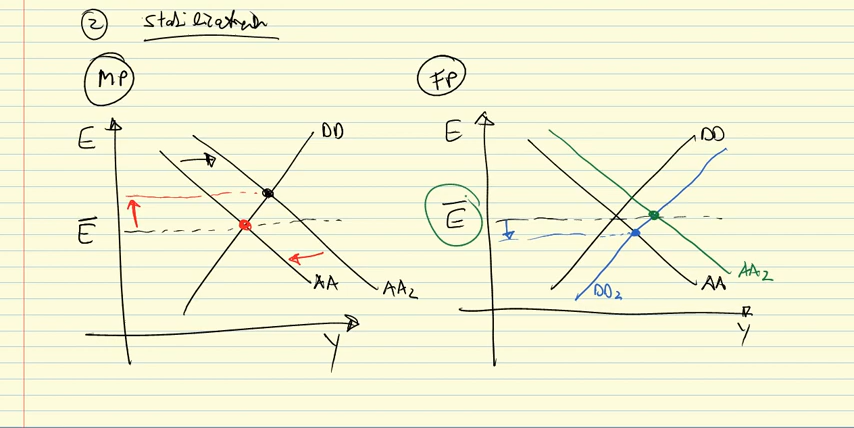 ② stabilization
MP
FP
E
DD
E̅
AA
AA₂
Y
E
DD
E̅
DD₂
AA
AA₂
Y